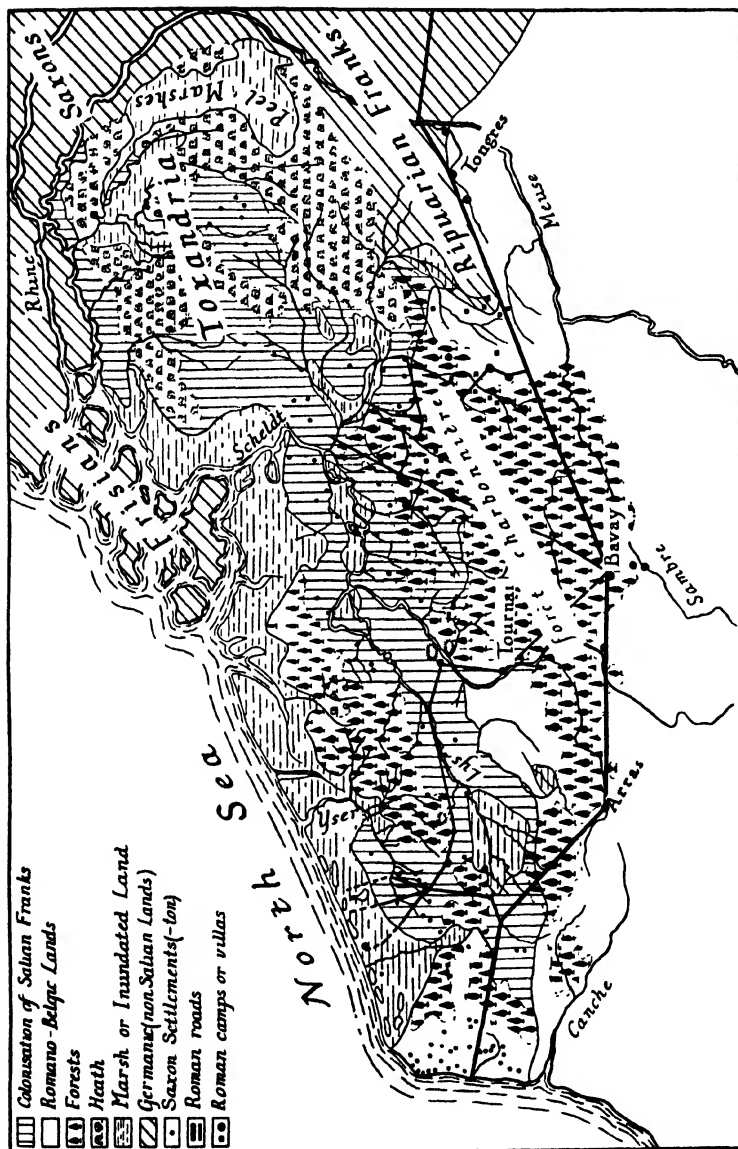 Colonisation of Salian Franks
Romano-Belgic Lands
Forests
Heath
Marsh or Inundated Land
Germanic(non Salian Lands)
Saxon Settlements(-ton)
Roman roads
Roman camps or villas
North Sea
Frisians
Saxons
Rhine
Marshes
Peel
Toxandria
Ripuarian Franks
Tongres
Meuse
Scheldt
Yser
Lys
Tournai
Forêt charbonniere
Bavay
Sambre
Arras
Canche